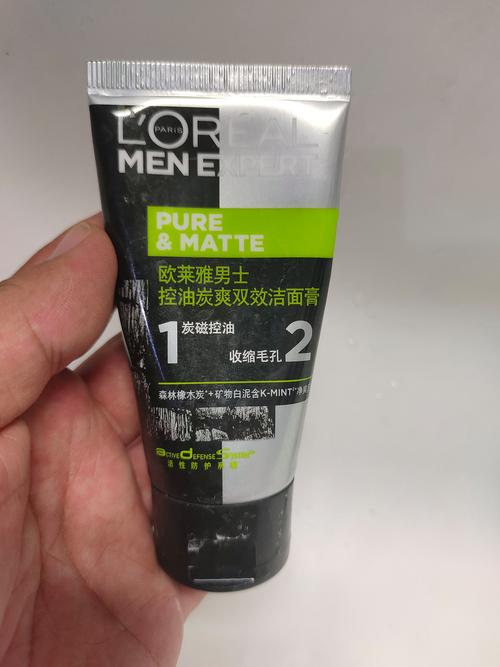 L'ORÉAL
PARIS
MEN EXPERT
PURE
& MATTE
欧莱雅男士
控油炭爽双效洁面膏
1 炭磁控油
收缩毛孔 2
森林橡木炭*+矿物白泥含K-MINT
ACTIVE DEFENSE SYSTEM
活性防护系统